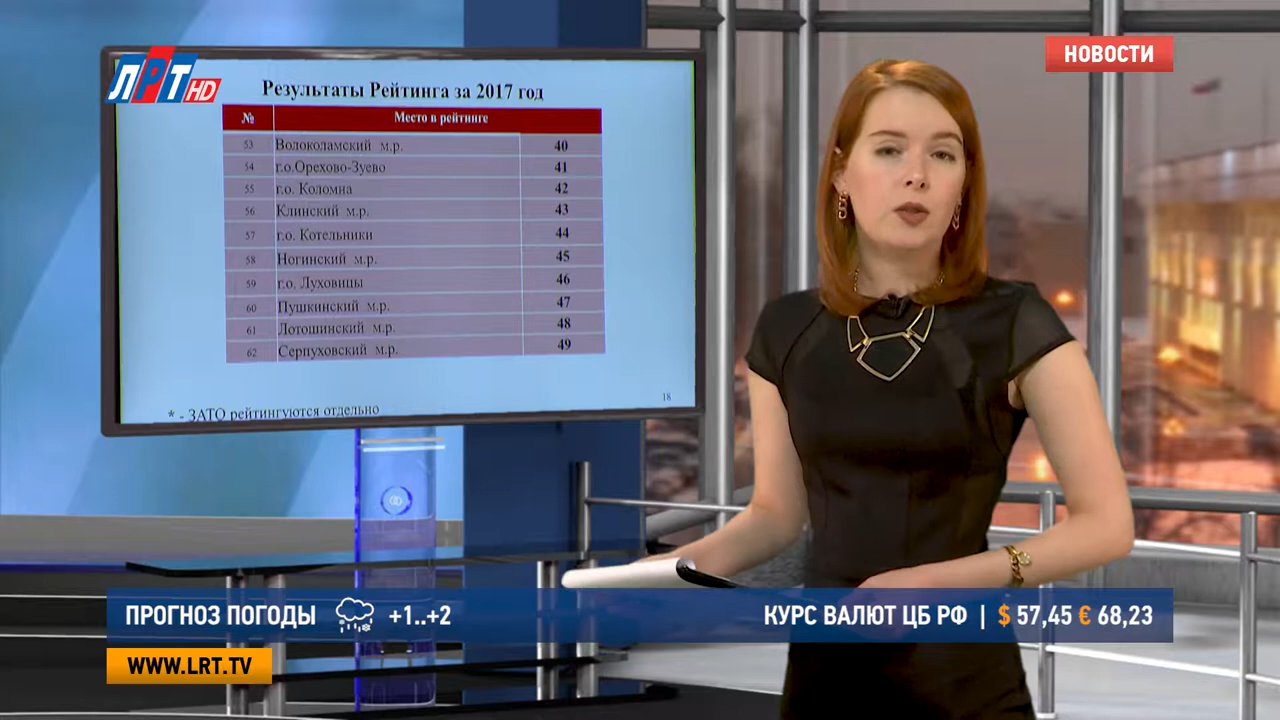 ЛРТ HD
НОВОСТИ
Результаты Рейтинга за 2017 год
№ Место в рейтинге
53 Волоколамский м.р. 40
54 г.о.Орехово-Зуево 41
55 г.о. Коломна 42
56 Клинский м.р. 43
57 г.о. Котельники 44
58 Ногинский м.р. 45
59 г.о. Луховицы 46
60 Пушкинский м.р. 47
61 Лотошинский м.р. 48
62 Серпуховский м.р. 49
18
* - ЗАТО рейтингуются отдельно
ПРОГНОЗ ПОГОДЫ +1..+2 КУРС ВАЛЮТ ЦБ РФ | $ 57,45 € 68,23
WWW.LRT.TV